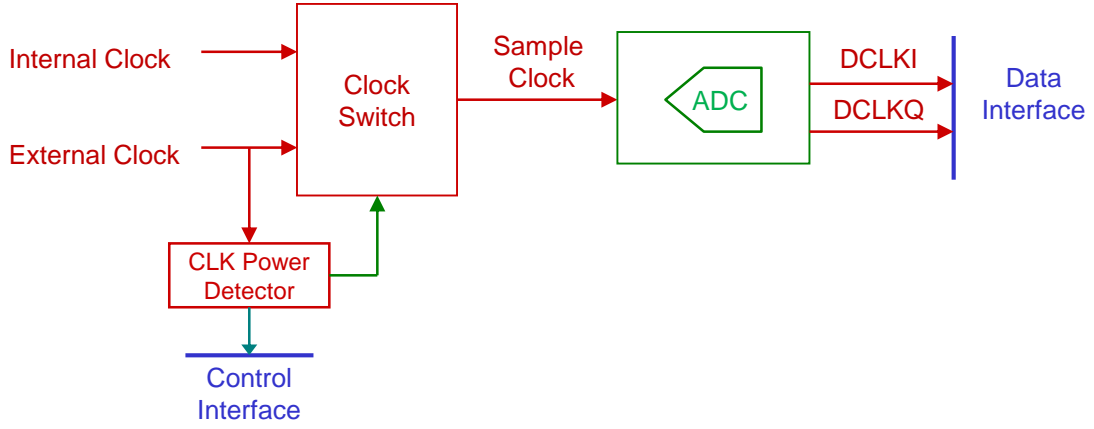 Internal Clock
External Clock
Clock
Switch
CLK Power
Detector
Control
Interface
Sample
Clock
ADC
DCLKI
DCLKQ
Data
Interface